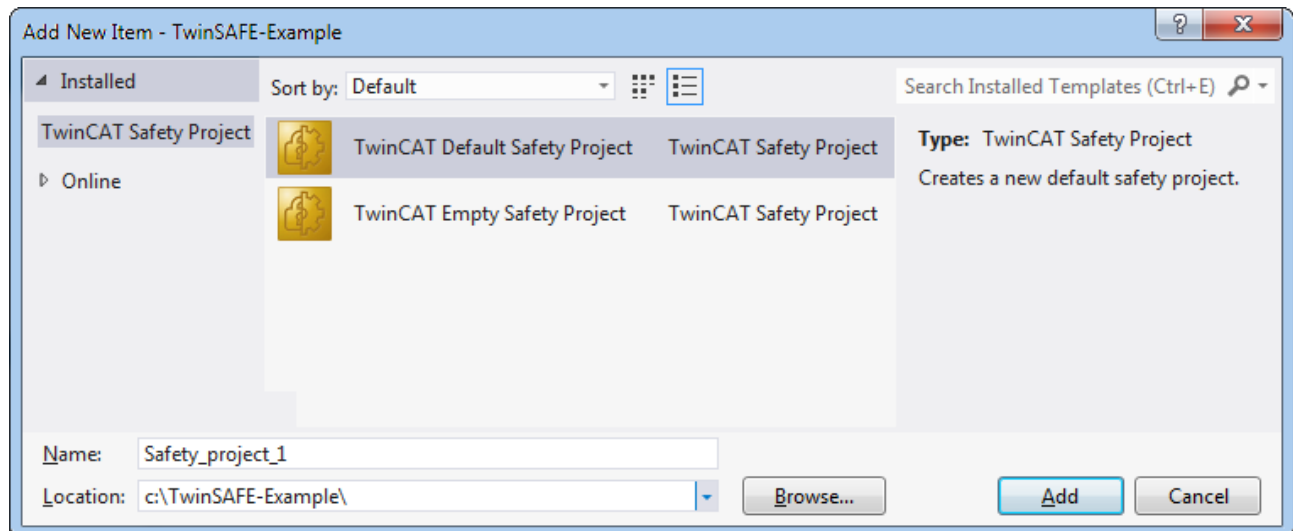 Add New Item - TwinSAFE-Example
Installed
Sort by: Default
Search Installed Templates (Ctrl+E)
TwinCAT Safety Project
Online
TwinCAT Default Safety Project TwinCAT Safety Project
TwinCAT Empty Safety Project TwinCAT Safety Project
Type: TwinCAT Safety Project
Creates a new default safety project.
Name: Safety_project_1
Location: c:\TwinSAFE-Example\
Browse...
Add
Cancel